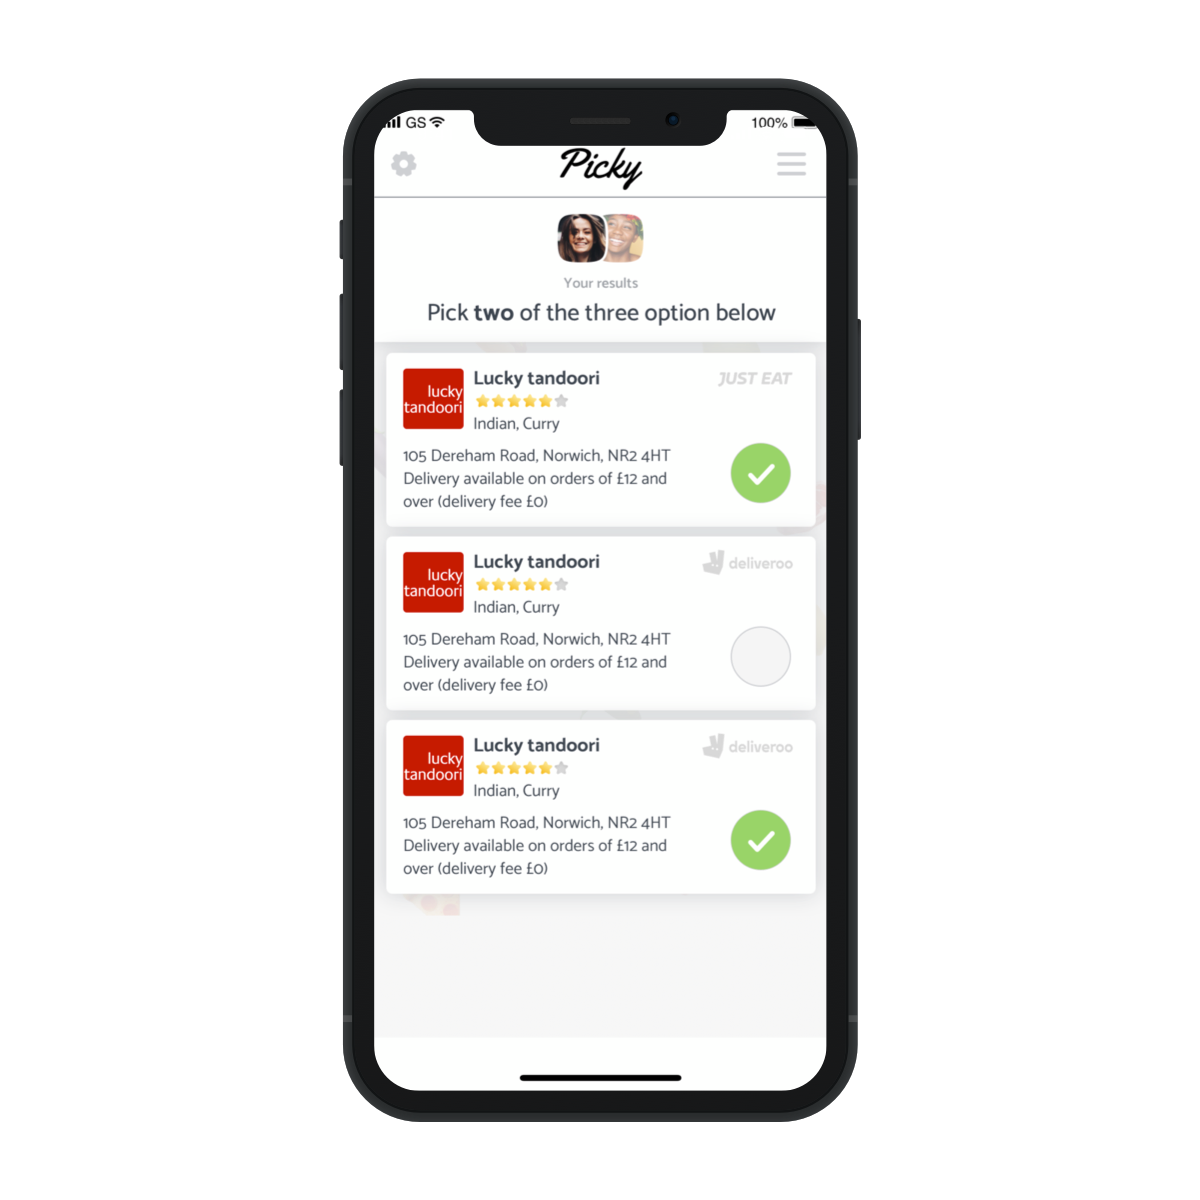 GS
100%
Picky
Your results
Pick two of the three option below
lucky
tandoori
Lucky tandoori
JUST EAT
Indian, Curry
105 Dereham Road, Norwich, NR2 4HT
Delivery available on orders of £12 and
over (delivery fee £0)
lucky
tandoori
Lucky tandoori
deliveroo
Indian, Curry
105 Dereham Road, Norwich, NR2 4HT
Delivery available on orders of £12 and
over (delivery fee £0)
lucky
tandoori
Lucky tandoori
deliveroo
Indian, Curry
105 Dereham Road, Norwich, NR2 4HT
Delivery available on orders of £12 and
over (delivery fee £0)